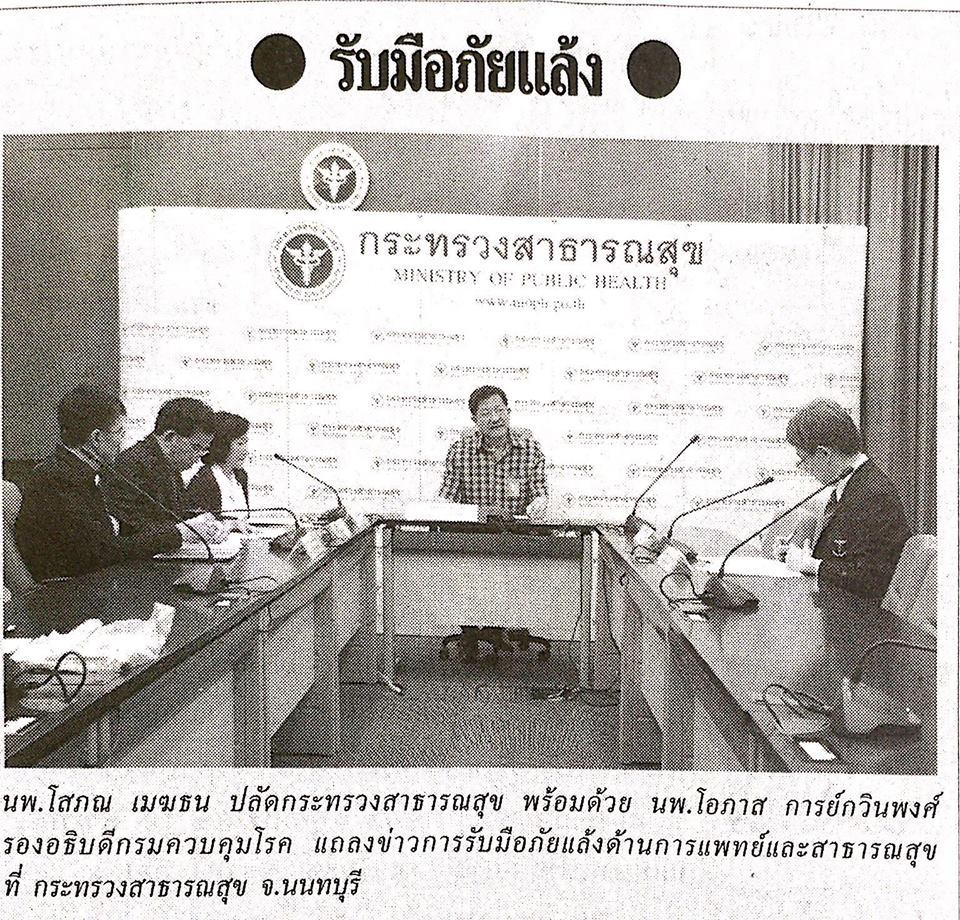 รับมือภัยแล้ง
กระทรวงสาธารณสุข
MINISTRY OF PUBLIC HEALTH
www.moph.go.th
นพ.โสภณ เมฆธน ปลัดกระทรวงสาธารณสุข พร้อมด้วย นพ.โอภาส การย์กวินพงศ์
รองอธิบดีกรมควบคุมโรค แถลงข่าวการรับมือภัยแล้งด้านการแพทย์และสาธารณสุข
ที่ กระทรวงสาธารณสุข จ.นนทบุรี